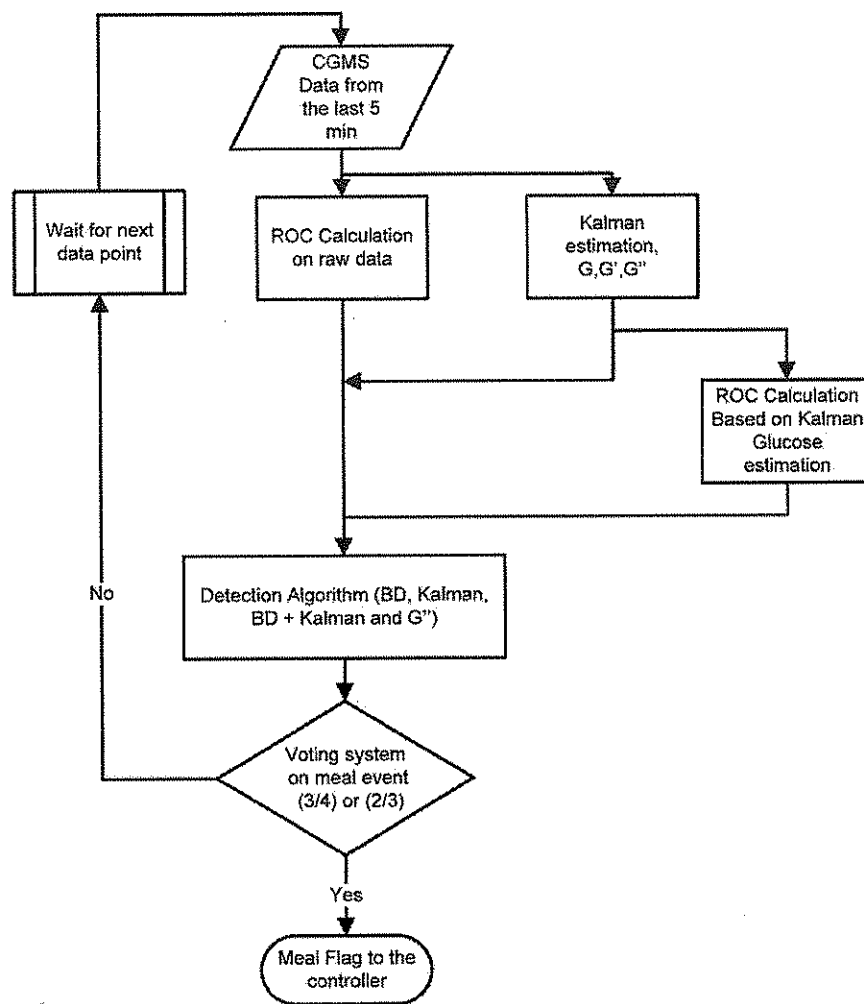 CGMS
Data from
the last 5
min
Wait for next
data point
ROC Calculation
on raw data
Kalman
estimation,
G,G',G''
ROC Calculation
Based on Kalman
Glucose
estimation
Detection Algorithm (BD, Kalman,
BD + Kalman and G'')
No
Voting system
on meal event
(3/4) or (2/3)
Yes
Meal Flag to the
controller